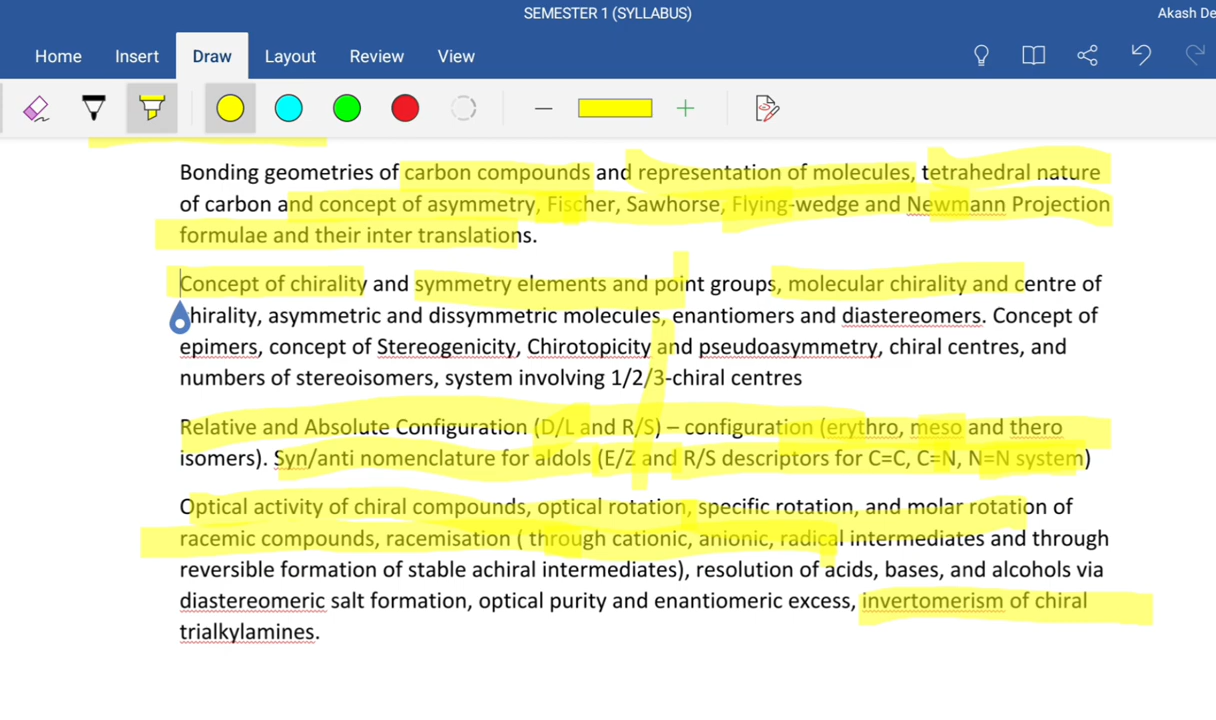 SEMESTER 1 (SYLLABUS)
Akash De
Home Insert Draw Layout Review View
Bonding geometries of carbon compounds and representation of molecules, tetrahedral nature
of carbon and concept of asymmetry, Fischer, Sawhorse, Flying-wedge and Newmann Projection
formulae and their inter translations.
Concept of chirality and symmetry elements and point groups, molecular chirality and centre of
chirality, asymmetric and dissymmetric molecules, enantiomers and diastereomers. Concept of
epimers, concept of Stereogenicity, Chirotopicity and pseudoasymmetry, chiral centres, and
numbers of stereoisomers, system involving 1/2/3-chiral centres
Relative and Absolute Configuration (D/L and R/S) – configuration (erythro, meso and thero
isomers). Syn/anti nomenclature for aldols (E/Z and R/S descriptors for C=C, C=N, N=N system)
Optical activity of chiral compounds, optical rotation, specific rotation, and molar rotation of
racemic compounds, racemisation ( through cationic, anionic, radical intermediates and through
reversible formation of stable achiral intermediates), resolution of acids, bases, and alcohols via
diastereomeric salt formation, optical purity and enantiomeric excess, invertomerism of chiral
trialkylamines.